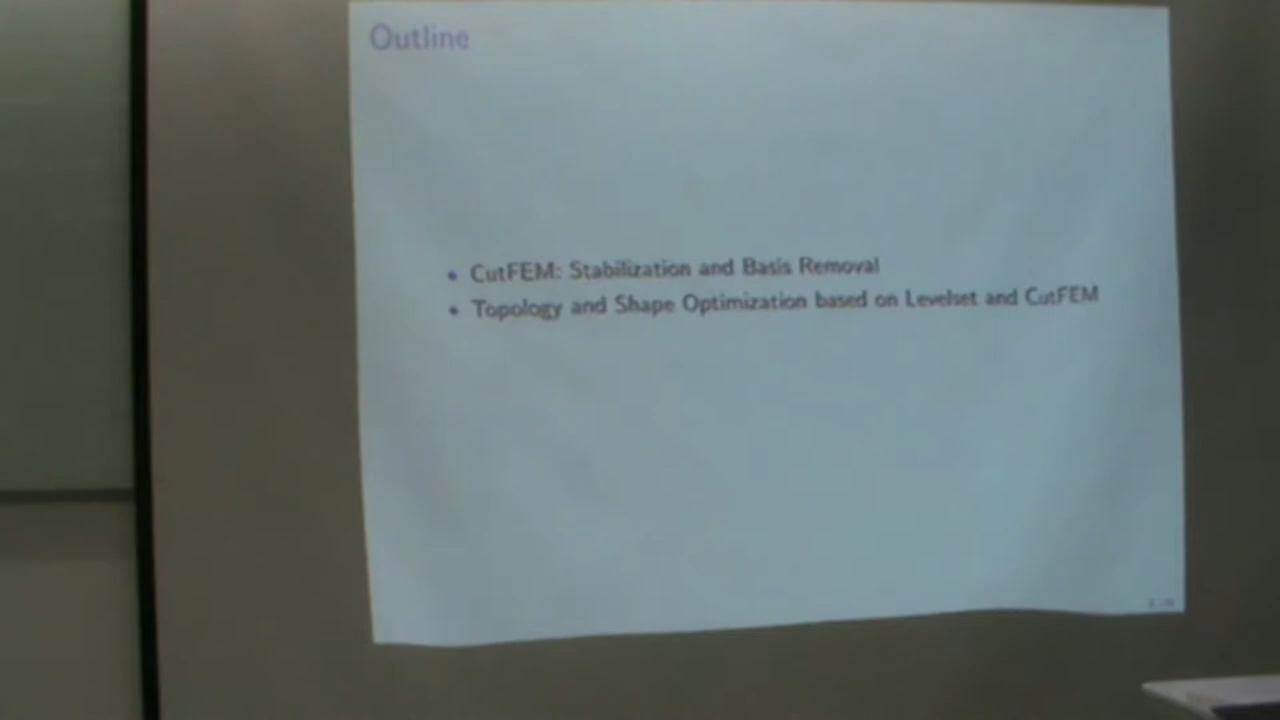 Outline
• CutFEM: Stabilization and Basis Removal
• Topology and Shape Optimization based on Levelset and CutFEM